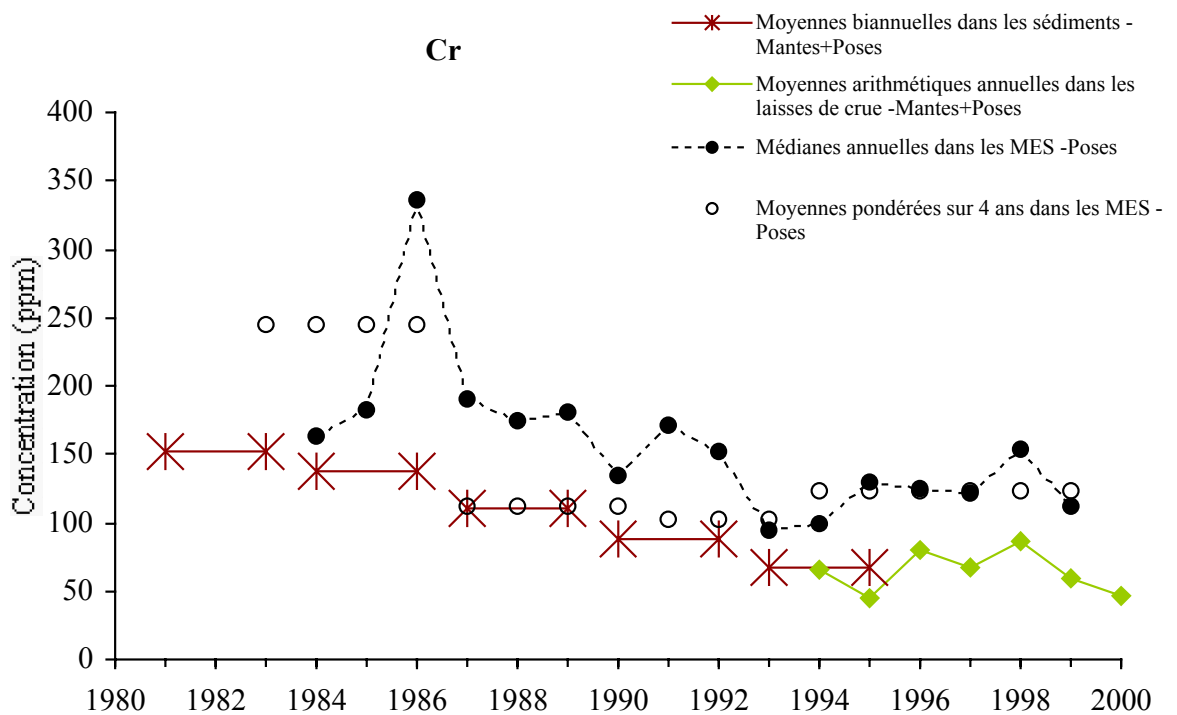 Cr
Moyennes biannuelles dans les sédiments -
Mantes+Poses
Moyennes arithmétiques annuelles dans les
laisses de crue -Mantes+Poses
Médianes annuelles dans les MES -Poses
Moyennes pondérées sur 4 ans dans les MES -
Poses
Concentration (ppm)
400
350
300
250
200
150
100
50
0
1980 1982 1984 1986 1988 1990 1992 1994 1996 1998 2000